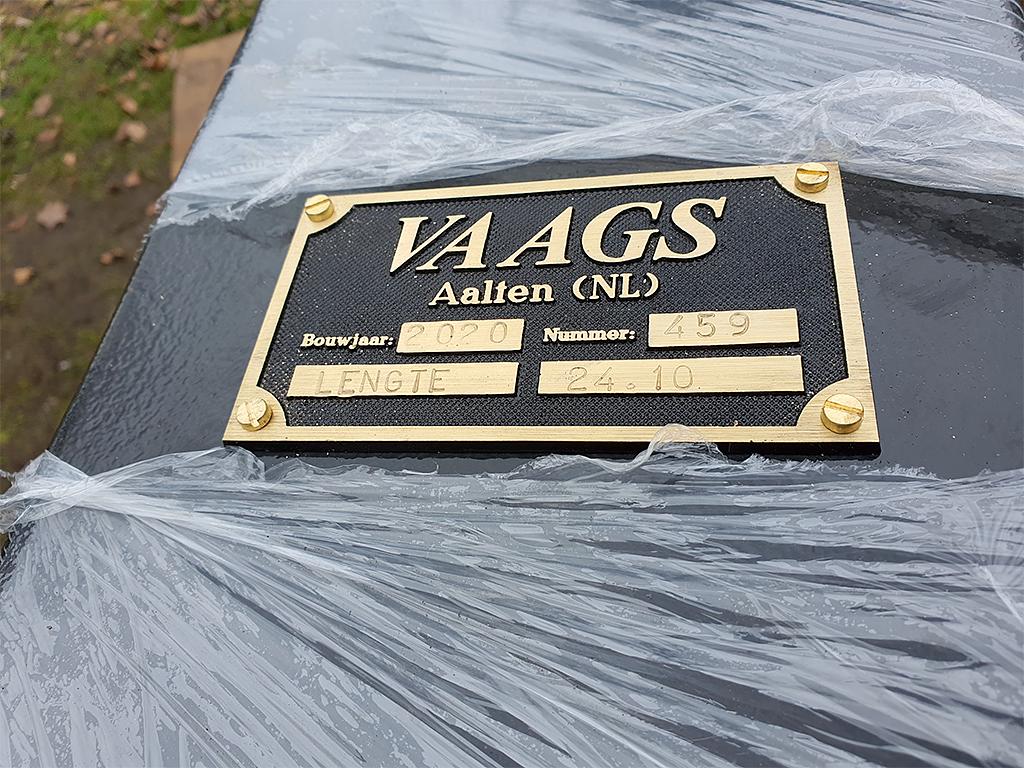 VAAGS
Aalten (NL)
Bouwjaar: 2020 Nummer: 459
LENGTE 24.10